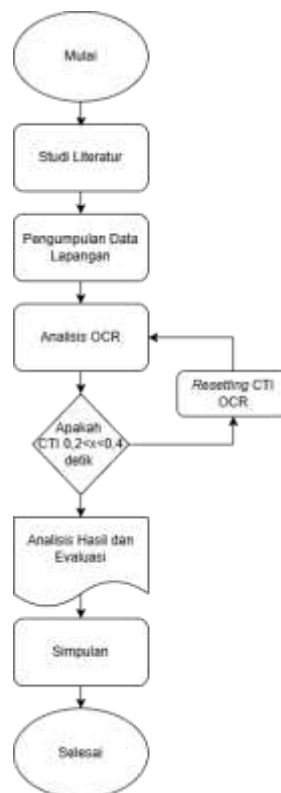 Mulai
Studi Literatur
Pengumpulan Data
Lapangan
Analisis OCR
Resetting CTI
OCR
Apakah
CTI 0,2<x<0,4
detik
Analisis Hasil dan
Evaluasi
Simpulan
Selesai